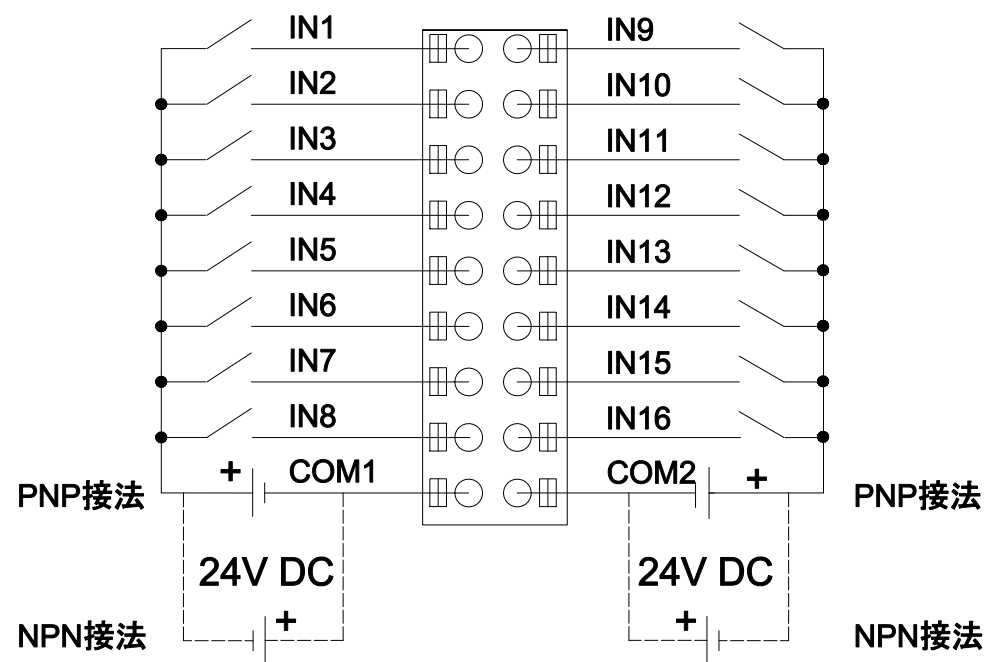 IN1
IN9
IN2
IN10
IN3
IN11
IN4
IN12
IN5
IN13
IN6
IN14
IN7
IN15
IN8
IN16
+ COM1
COM2 +
PNP接法
PNP接法
24V DC
24V DC
NPN接法 +
+ NPN接法